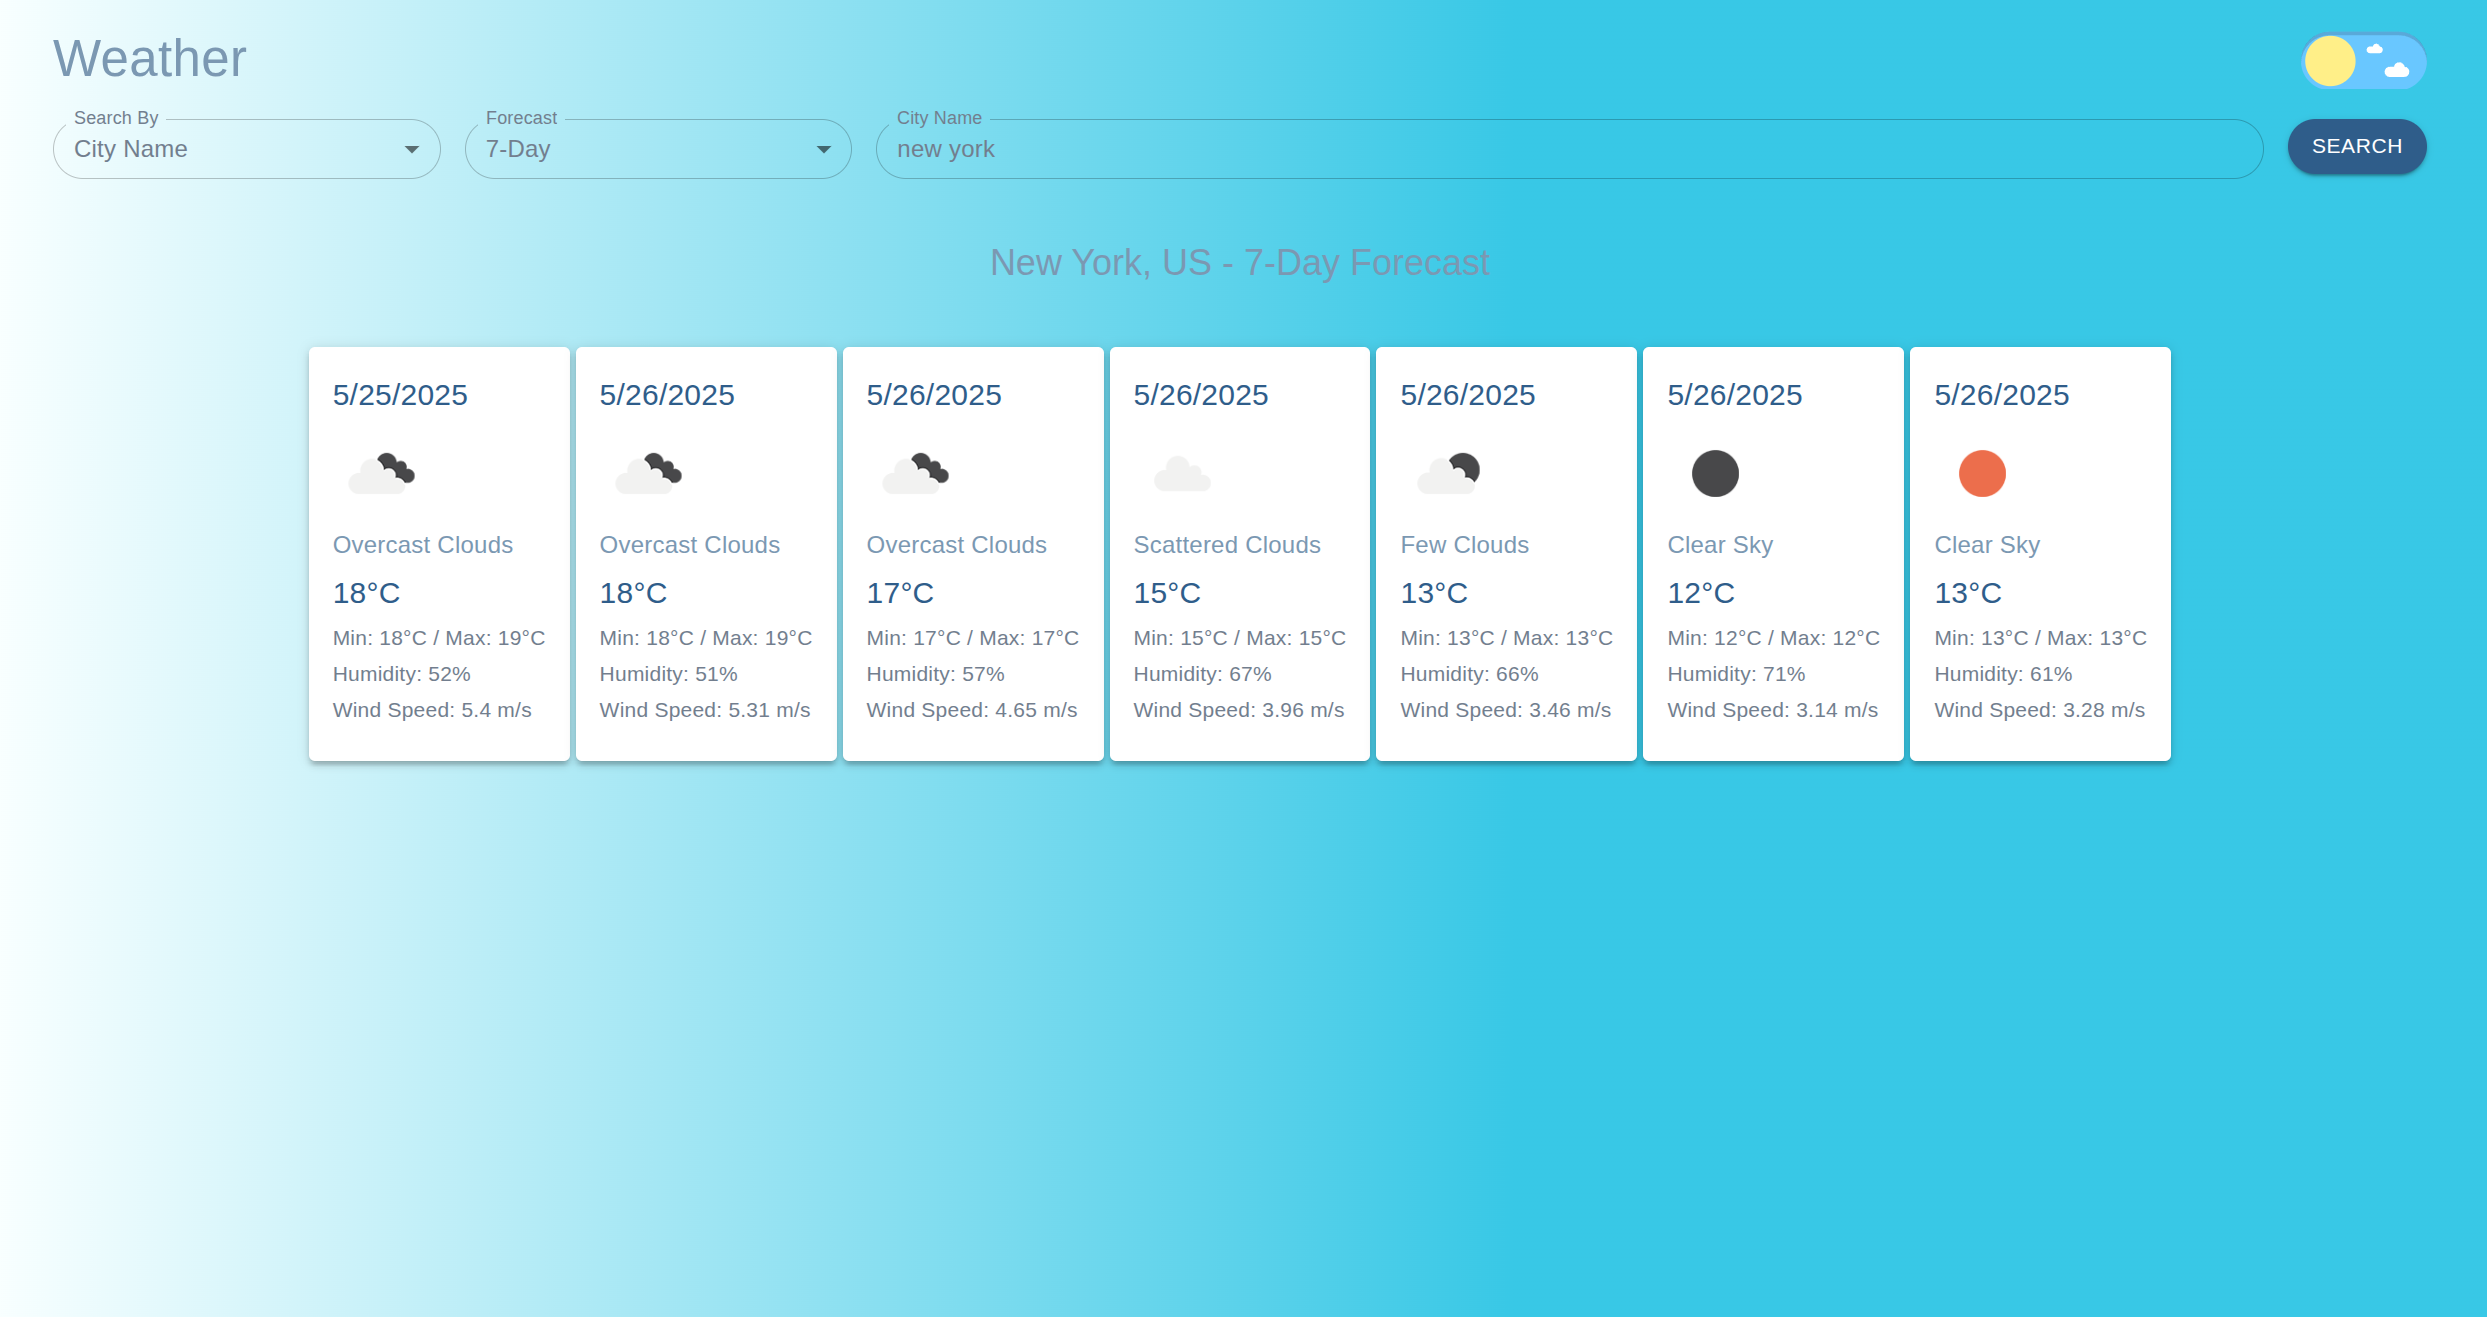 Weather
Search By
City Name
Forecast
7-Day
City Name
new york
SEARCH
New York, US - 7-Day Forecast
5/25/2025
Overcast Clouds
18°C
Min: 18°C / Max: 19°C
Humidity: 52%
Wind Speed: 5.4 m/s
5/26/2025
Overcast Clouds
18°C
Min: 18°C / Max: 19°C
Humidity: 51%
Wind Speed: 5.31 m/s
5/26/2025
Overcast Clouds
17°C
Min: 17°C / Max: 17°C
Humidity: 57%
Wind Speed: 4.65 m/s
5/26/2025
Scattered Clouds
15°C
Min: 15°C / Max: 15°C
Humidity: 67%
Wind Speed: 3.96 m/s
5/26/2025
Few Clouds
13°C
Min: 13°C / Max: 13°C
Humidity: 66%
Wind Speed: 3.46 m/s
5/26/2025
Clear Sky
12°C
Min: 12°C / Max: 12°C
Humidity: 71%
Wind Speed: 3.14 m/s
5/26/2025
Clear Sky
13°C
Min: 13°C / Max: 13°C
Humidity: 61%
Wind Speed: 3.28 m/s